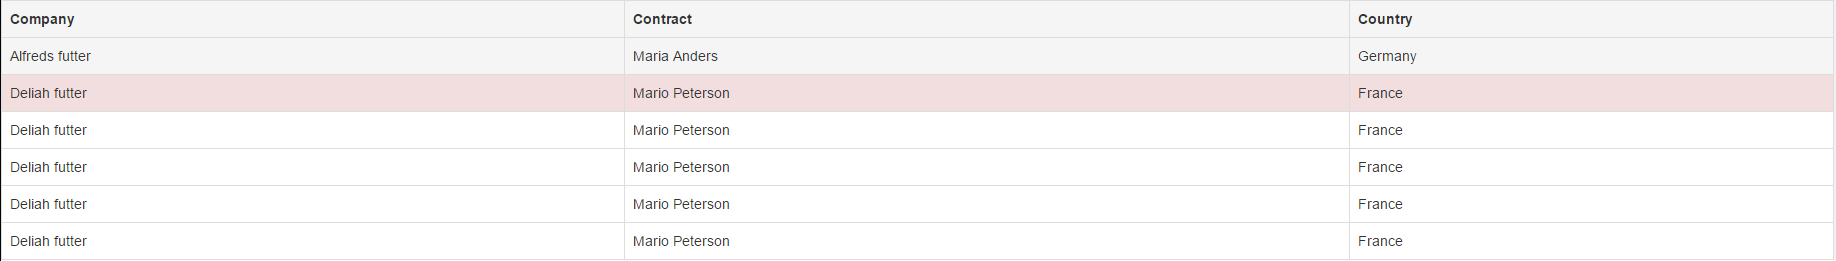 Company Contract Country
Alfreds futter Maria Anders Germany
Deliah futter Mario Peterson France
Deliah futter Mario Peterson France
Deliah futter Mario Peterson France
Deliah futter Mario Peterson France
Deliah futter Mario Peterson France